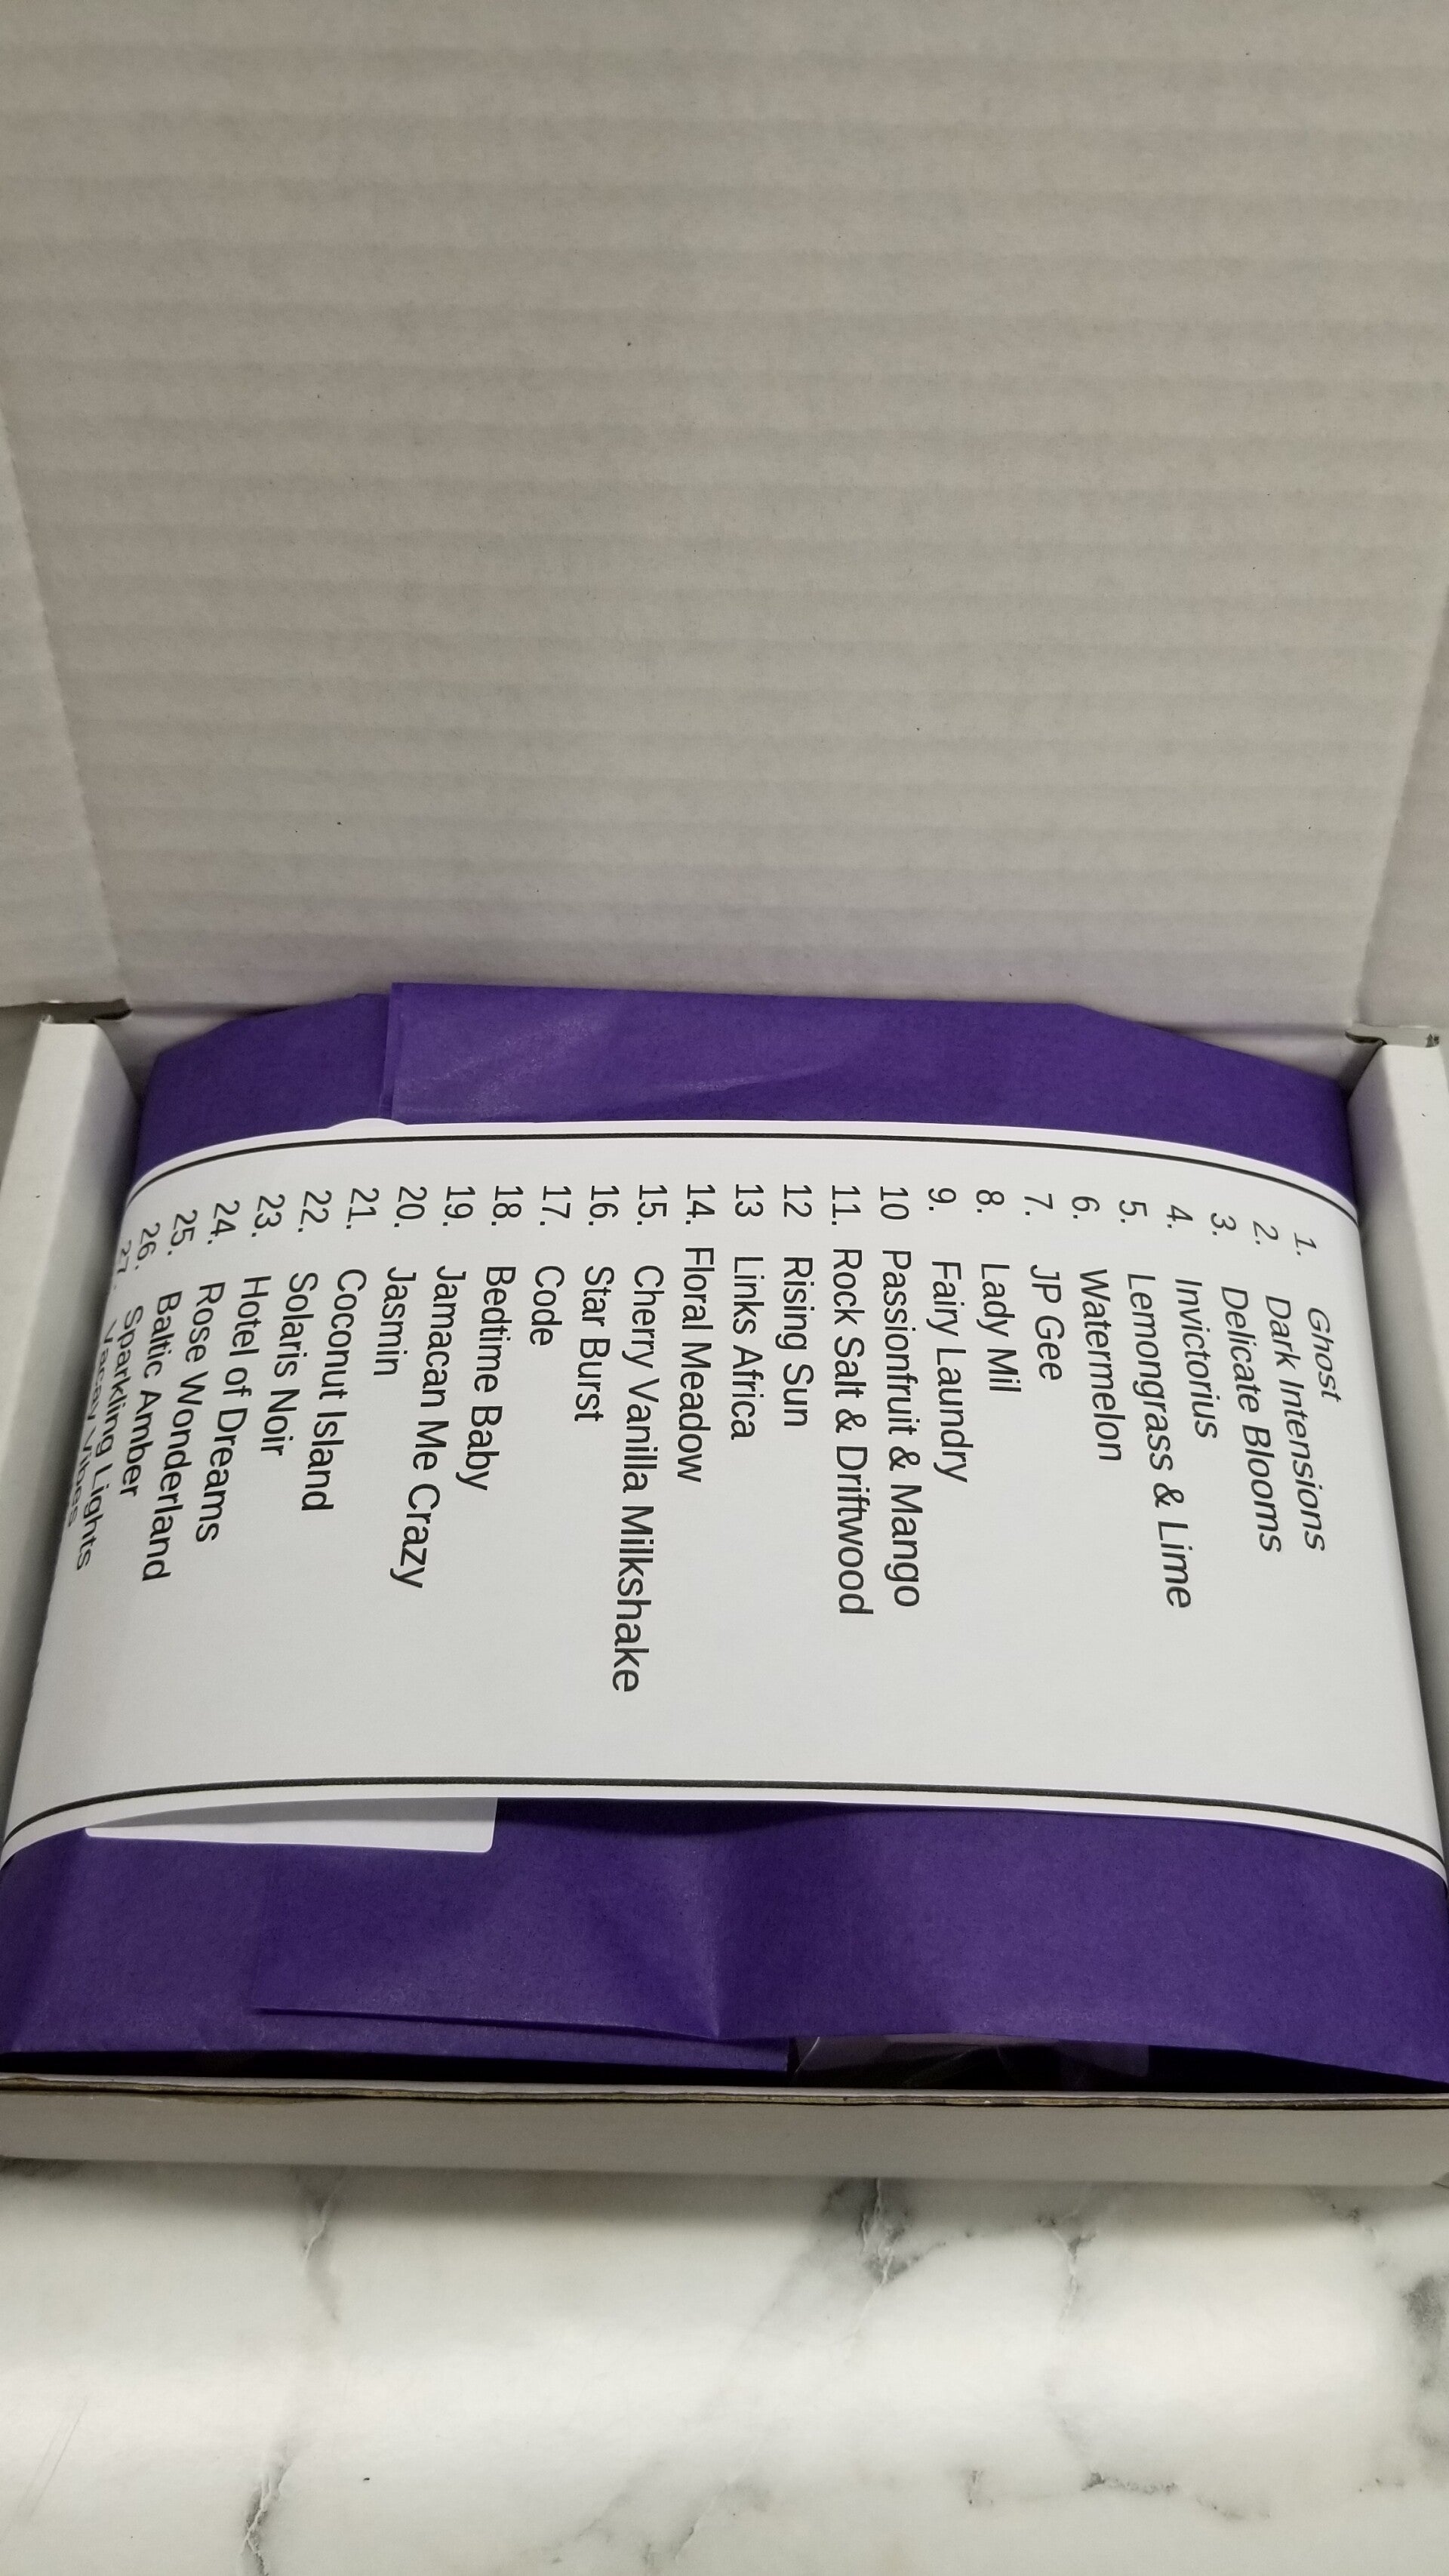 1. Ghost
2. Dark Intensions
3. Delicate Blooms
4. Invictorius
5. Lemongrass & Lime
6. Watermelon
7. JP Gee
8. Lady Mil
9. Fairy Laundry
10 Passionfruit & Mango
11. Rock Salt & Driftwood
12 Rising Sun
13 Links Africa
14. Floral Meadow
15. Cherry Vanilla Milkshake
16. Star Burst
17. Code
18. Bedtime Baby
19. Jamacan Me Crazy
20. Jasmin
21. Coconut Island
22. Solaris Noir
23. Hotel of Dreams
24. Rose Wonderland
25. Baltic Amber
26. Sparkling Lights
27. Vacay Vibes